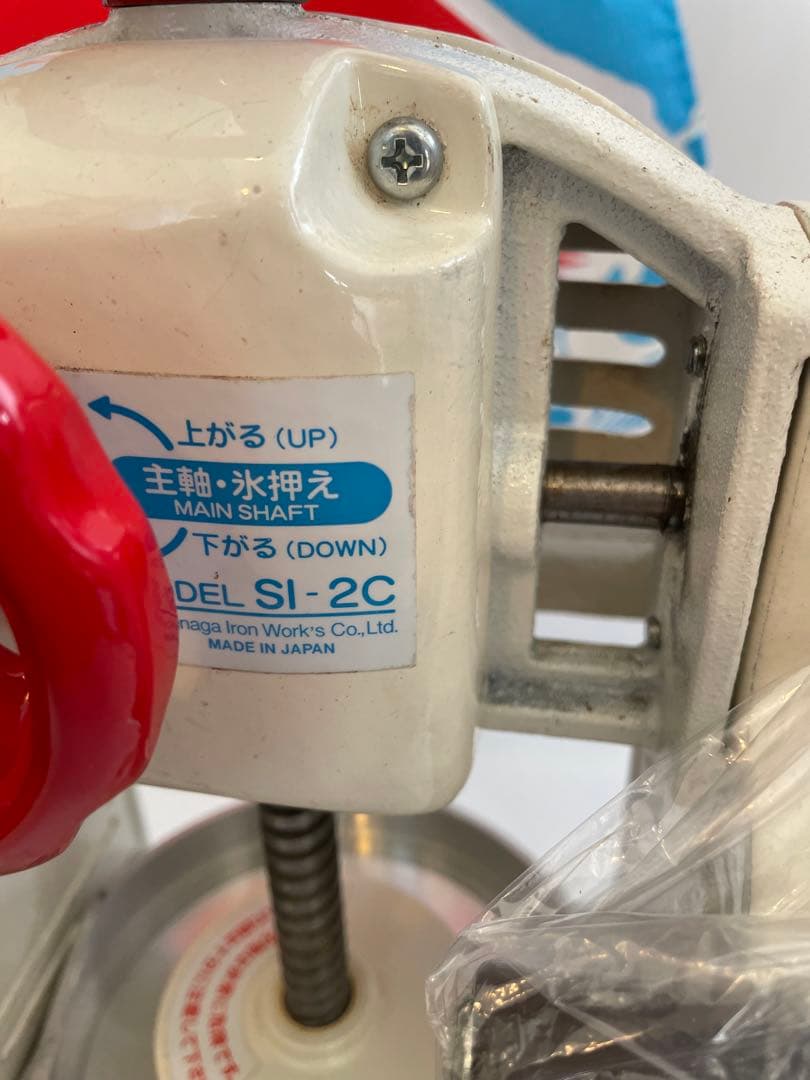 上がる (UP)
主軸・氷押え
MAIN SHAFT
下がる (DOWN)
DEL SI-2C
naga Iron Work's Co.,Ltd.
MADE IN JAPAN